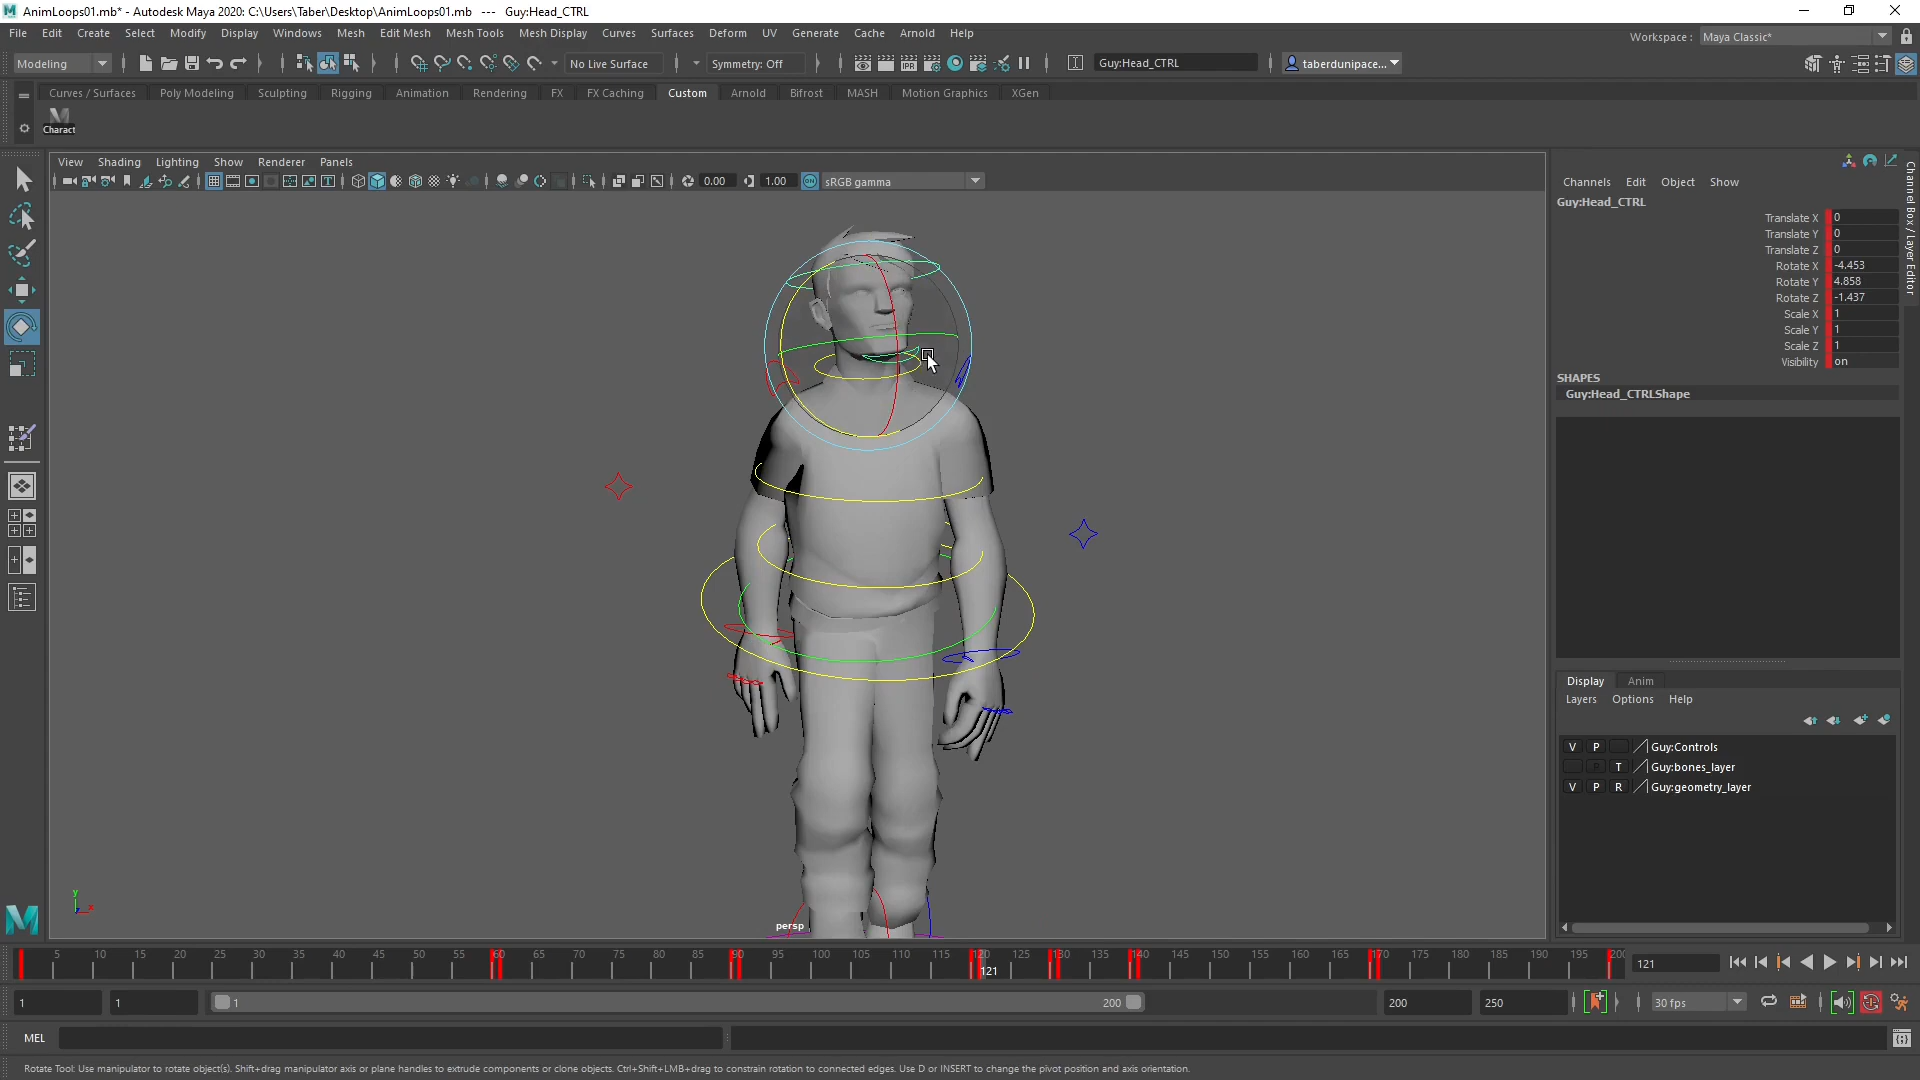 AnimLoops01.mb* - Autodesk Maya 2020: C:\Users\Taber\Desktop\AnimLoops01.mb --- Guy:Head_CTRL
File Edit Create Select Modify Display Windows Mesh Edit Mesh Mesh Tools Mesh Display Curves Surfaces Deform UV Generate Cache Arnold Help
Workspace : Maya Classic*
Modeling No Live Surface Symmetry: Off Guy:Head_CTRL taberdunipace...
Curves / Surfaces Poly Modeling Sculpting Rigging Animation Rendering FX FX Caching Custom Arnold Bifrost MASH Motion Graphics XGen
Charact
View Shading Lighting Show Renderer Panels
0.00 1.00 ON sRGB gamma
Channels Edit Object Show
Guy:Head_CTRL
Translate X 0
Translate Y 0
Translate Z 0
Rotate X -4.453
Rotate Y 4.858
Rotate Z -1.437
Scale X 1
Scale Y 1
Scale Z 1
Visibility on
SHAPES
Guy:Head_CTRLShape
Channel Box / Layer Editor
Display Anim
Layers Options Help
V P Guy:Controls
P T Guy:bones_layer
V P R Guy:geometry_layer
y
x
persp
5 10 15 20 25 30 35 40 45 50 55 60 65 70 75 80 85 90 95 100 105 110 115 120 125 130 135 140 145 150 155 160 165 170 175 180 185 190 195 200
121
121
1 1 1 200 200 250 30 fps
MEL
Rotate Tool: Use manipulator to rotate object(s). Shift+drag manipulator axis or plane handles to extrude components or clone objects. Ctrl+Shift+LMB+drag to constrain rotation to connected edges. Use D or INSERT to change the pivot position and axis orientation.